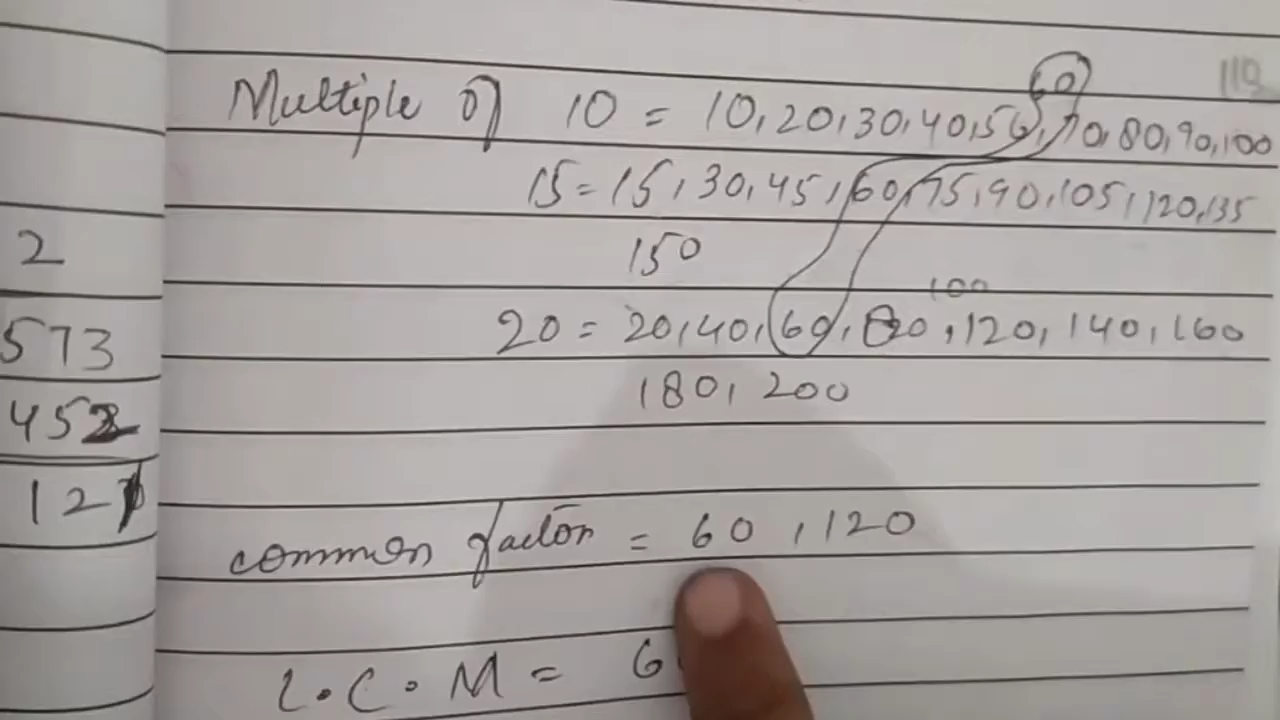 60
Multiple of 10 = 10, 20, 30, 40, 50, 70, 80, 90, 100
15 = 15, 30, 45, 60, 75, 90, 105, 120, 135
150
100
20 = 20, 40, 60, 80, 120, 140, 160
180, 200
common factor = 60, 120
L.C.M = 6
2
573
452
121